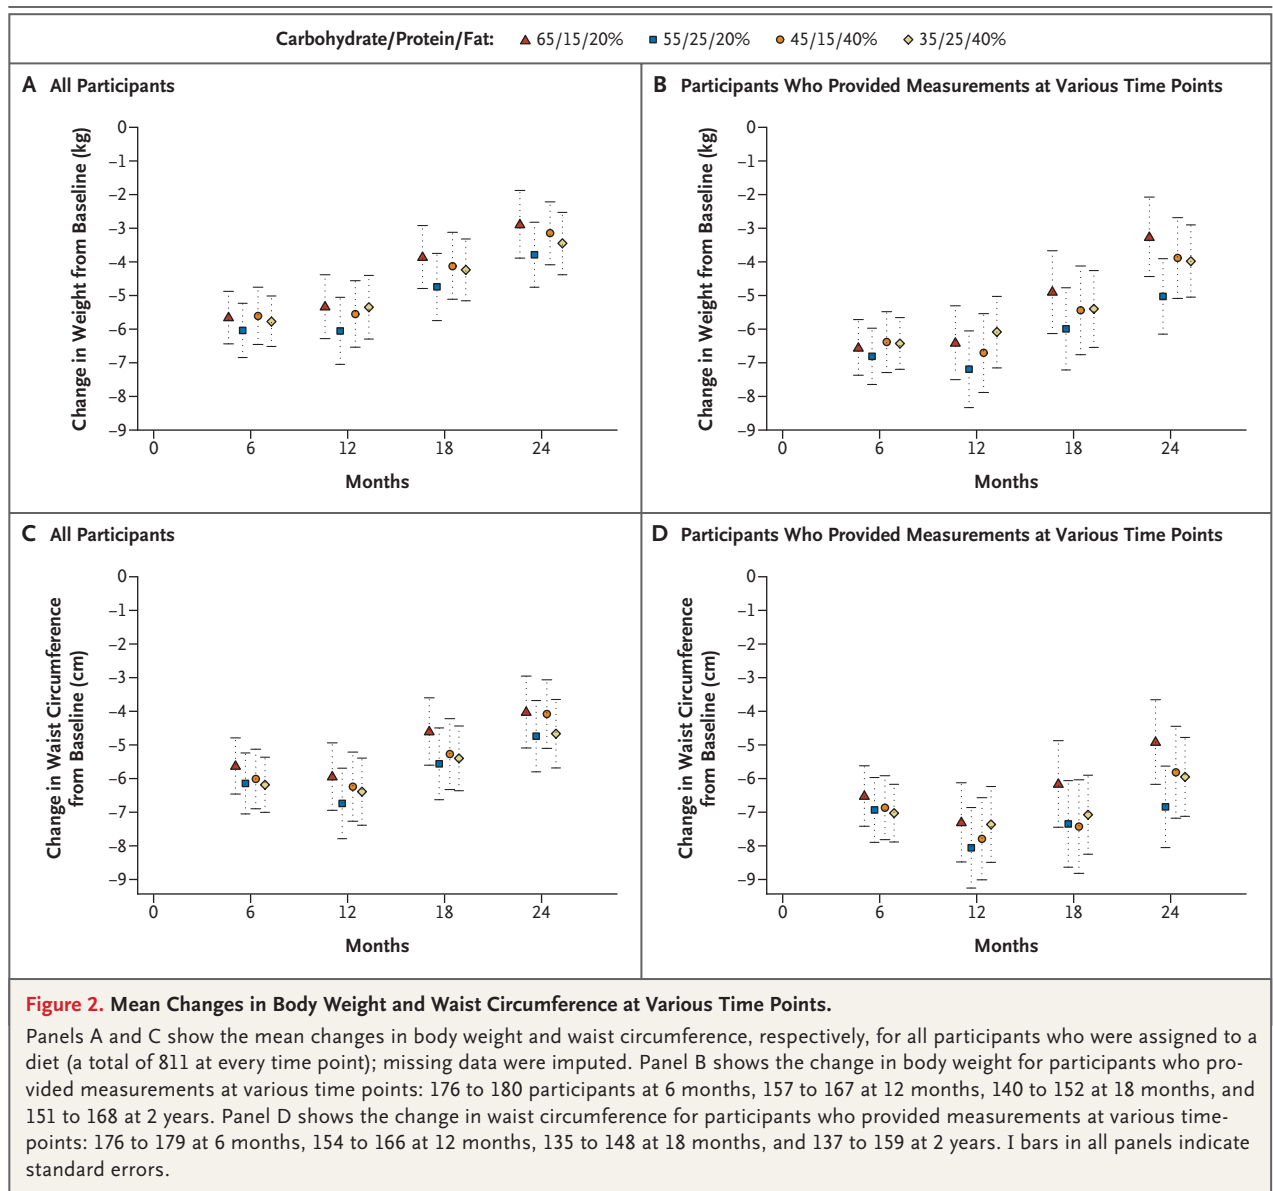 Carbohydrate/Protein/Fat: 65/15/20% 55/25/20% 45/15/40% 35/25/40%
A All Participants
Change in Weight from Baseline (kg)
0
–1
–2
–3
–4
–5
–6
–7
–8
–9
0 6 12 18 24
Months
B Participants Who Provided Measurements at Various Time Points
Change in Weight from Baseline (kg)
0
–1
–2
–3
–4
–5
–6
–7
–8
–9
0 6 12 18 24
Months
C All Participants
Change in Waist Circumference
from Baseline (cm)
0
–1
–2
–3
–4
–5
–6
–7
–8
–9
0 6 12 18 24
Months
D Participants Who Provided Measurements at Various Time Points
Change in Waist Circumference
from Baseline (cm)
0
–1
–2
–3
–4
–5
–6
–7
–8
–9
0 6 12 18 24
Months
Figure 2. Mean Changes in Body Weight and Waist Circumference at Various Time Points.
Panels A and C show the mean changes in body weight and waist circumference, respectively, for all participants who were assigned to a
diet (a total of 811 at every time point); missing data were imputed. Panel B shows the change in body weight for participants who pro-
vided measurements at various time points: 176 to 180 participants at 6 months, 157 to 167 at 12 months, 140 to 152 at 18 months, and
151 to 168 at 2 years. Panel D shows the change in waist circumference for participants who provided measurements at various time-
points: 176 to 179 at 6 months, 154 to 166 at 12 months, 135 to 148 at 18 months, and 137 to 159 at 2 years. I bars in all panels indicate
standard errors.